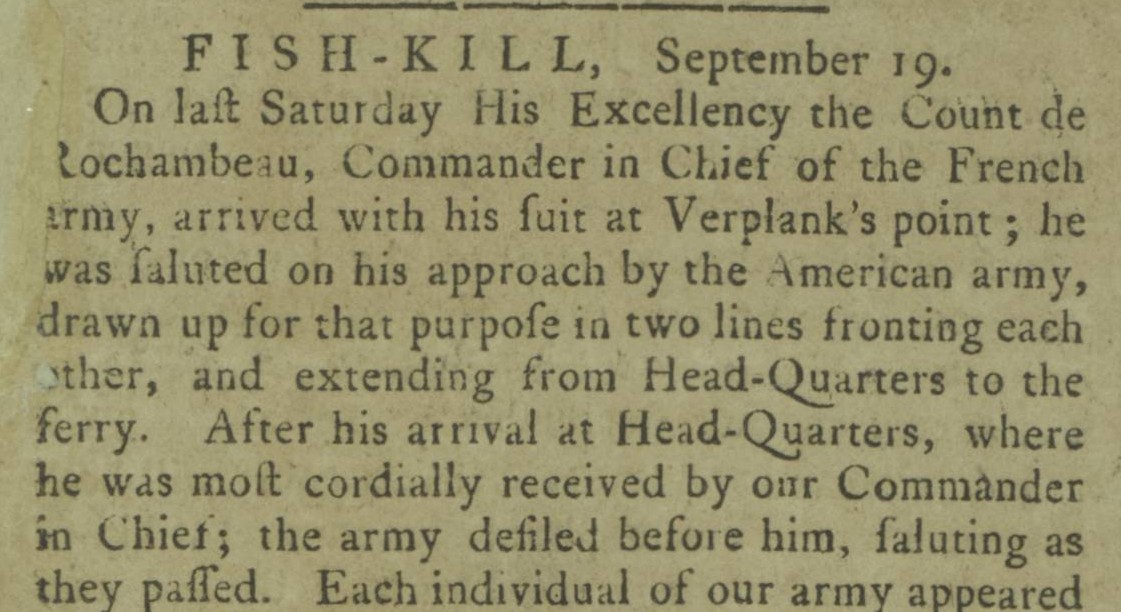 FISH-KILL, September 19.
On laſt Saturday His Excellency the Count de
Rochambeau, Commander in Chief of the French
army, arrived with his ſuit at Verplank's point; he
was ſaluted on his approach by the American army,
drawn up for that purpoſe in two lines fronting each
other, and extending from Head-Quarters to the
ferry. After his arrival at Head-Quarters, where
he was moſt cordially received by our Commander
in Chief; the army defiled before him, ſaluting as
they paſſed. Each individual of our army appeared